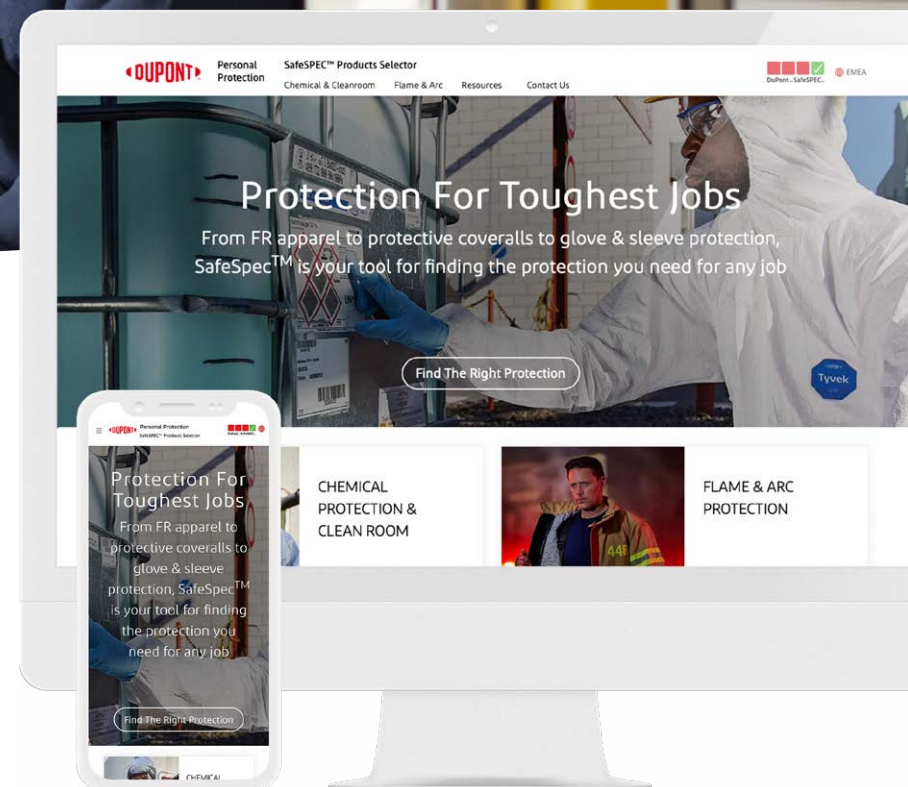 DUPONT
Personal
Protection
SafeSPEC™ Products Selector
Chemical & Cleanroom Flame & Arc Resources Contact Us
DuPont™ SafeSPEC™
EMEA
Protection For Toughest Jobs
From FR apparel to protective coveralls to glove & sleeve protection,
SafeSpec™ is your tool for finding the protection you need for any job
Find The Right Protection
Tyvek
CHEMICAL
PROTECTION &
CLEAN ROOM
FLAME & ARC
PROTECTION
DUPONT
Personal Protection
SafeSPEC™ Products Selector
Protection For
Toughest Jobs
From FR apparel to
protective coveralls to
glove & sleeve
protection, SafeSpec™
is your tool for finding
the protection you
need for any job
Find The Right Protection
CHEMICAL